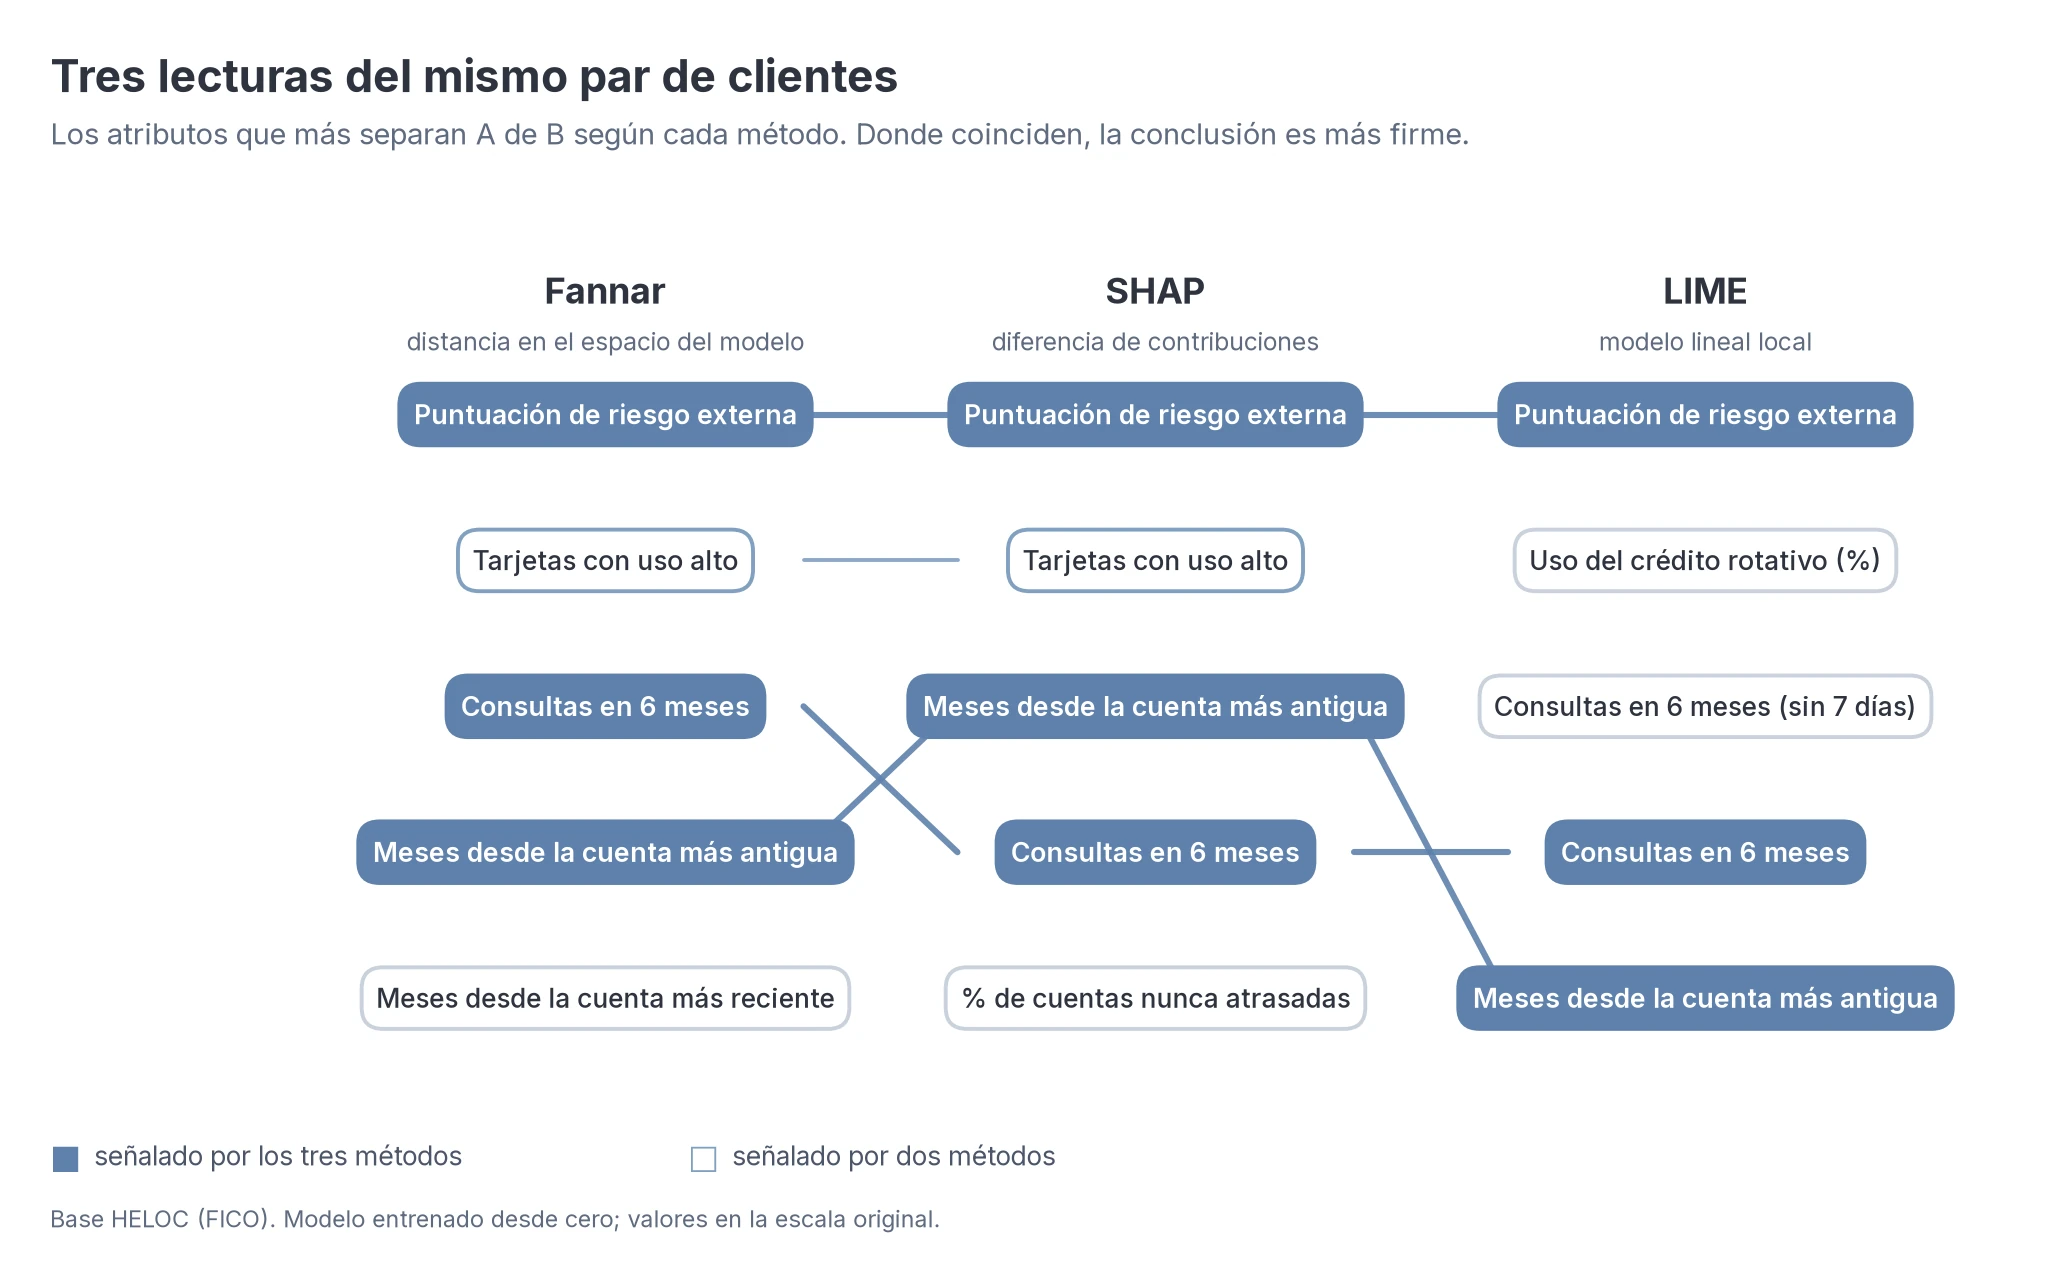 Tres lecturas del mismo par de clientes
Los atributos que más separan A de B según cada método. Donde coinciden, la conclusión es más firme.
Fannar
SHAP
LIME
distancia en el espacio del modelo
diferencia de contribuciones
modelo lineal local
Puntuación de riesgo externa
Puntuación de riesgo externa
Puntuación de riesgo externa
Tarjetas con uso alto
Tarjetas con uso alto
Uso del crédito rotativo (%)
Consultas en 6 meses
Meses desde la cuenta más antigua
Consultas en 6 meses (sin 7 días)
Meses desde la cuenta más antigua
Consultas en 6 meses
Consultas en 6 meses
Meses desde la cuenta más reciente
% de cuentas nunca atrasadas
Meses desde la cuenta más antigua
señalado por los tres métodos
señalado por dos métodos
Base HELOC (FICO). Modelo entrenado desde cero; valores en la escala original.